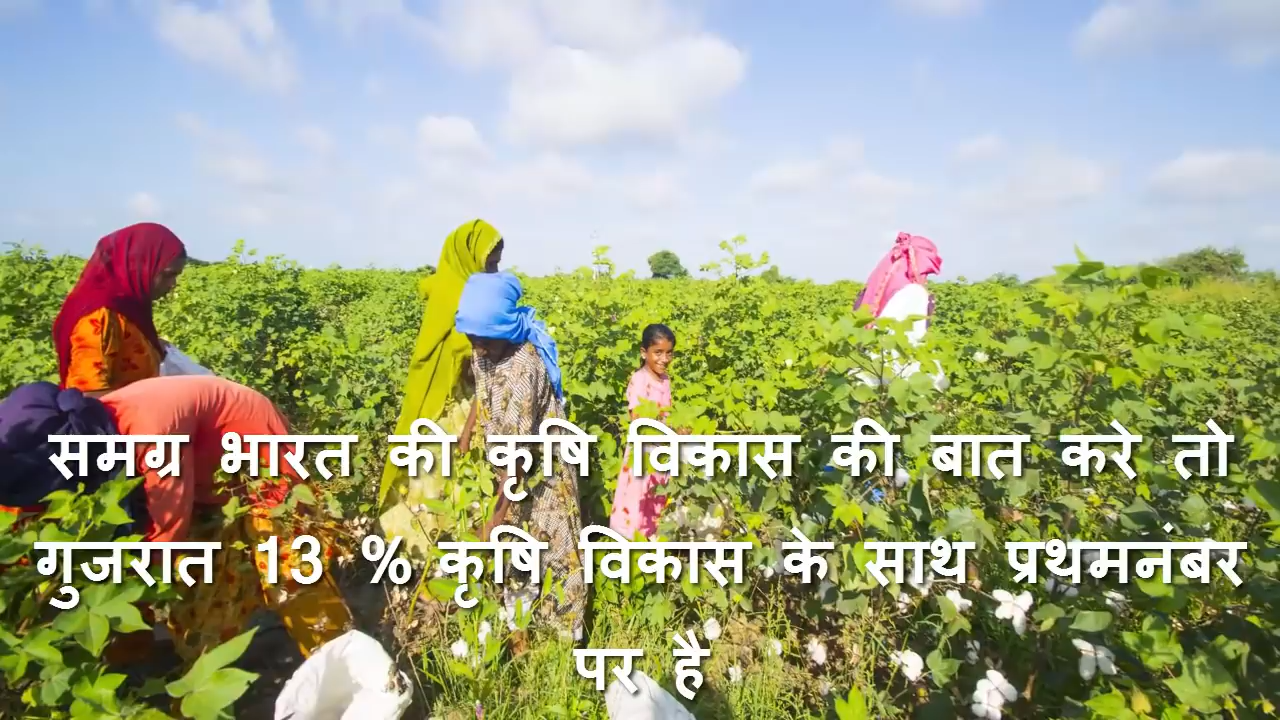 समग्र भारत की कृषि विकास की बात करे तो
गुजरात 13 % कृषि विकास के साथ प्रथमनंबर
पर है